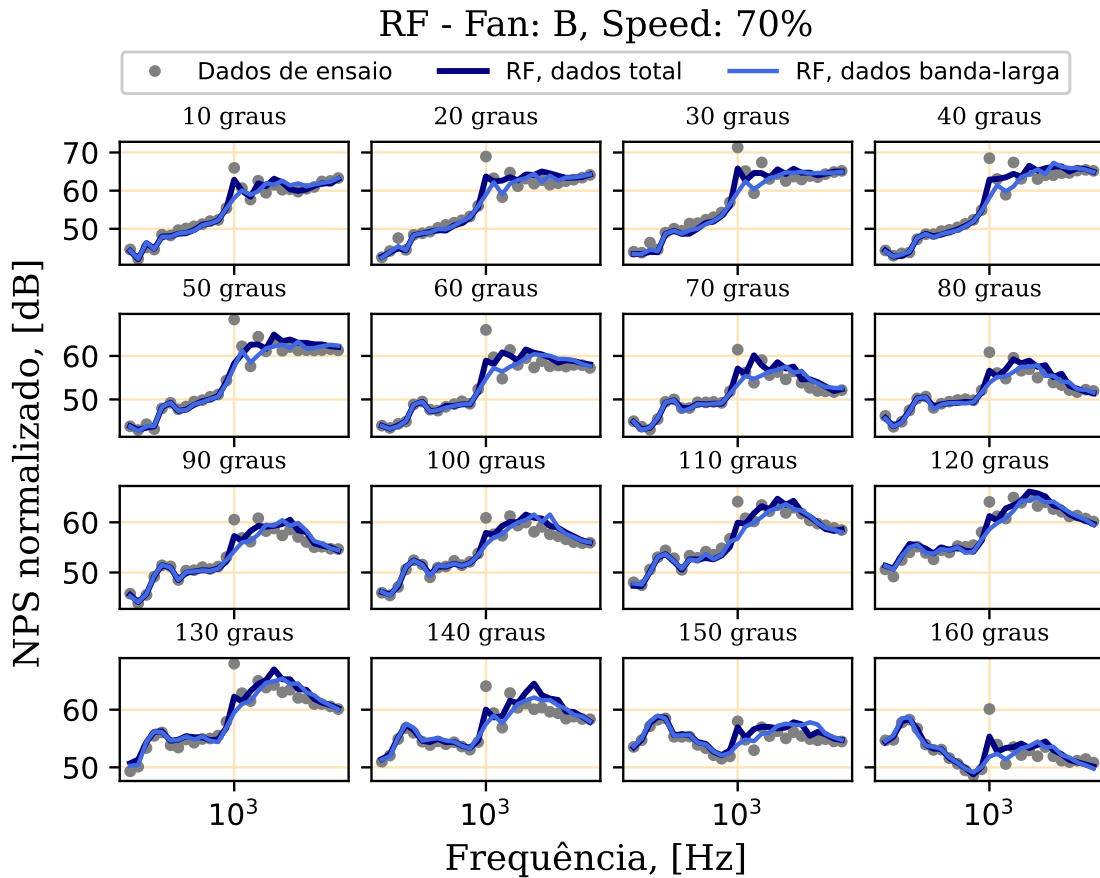 RF - Fan: B, Speed: 70%
Dados de ensaio RF, dados total RF, dados banda-larga
10 graus 20 graus 30 graus 40 graus
70
60
50
50 graus 60 graus 70 graus 80 graus
60
50
90 graus 100 graus 110 graus 120 graus
60
50
130 graus 140 graus 150 graus 160 graus
60
50
10³ 10³ 10³ 10³
NPS normalizado, [dB]
Frequência, [Hz]